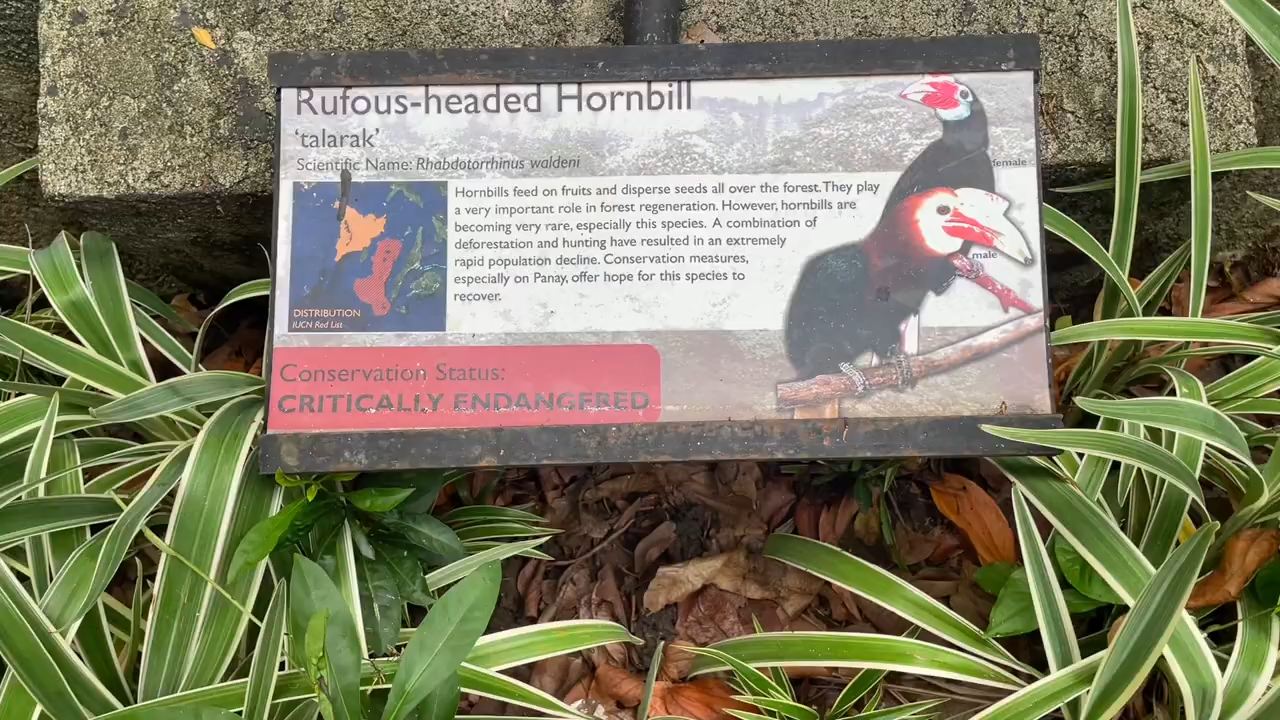 Rufous-headed Hornbill
‘talarak’
Scientific Name: Rhabdotorrhinus waldeni
Hornbills feed on fruits and disperse seeds all over the forest. They play
a very important role in forest regeneration. However, hornbills are
becoming very rare, especially this species. A combination of
deforestation and hunting have resulted in an extremely
rapid population decline. Conservation measures,
especially on Panay, offer hope for this species to
recover.
DISTRIBUTION
IUCN Red List
female
male
Conservation Status:
CRITICALLY ENDANGERED